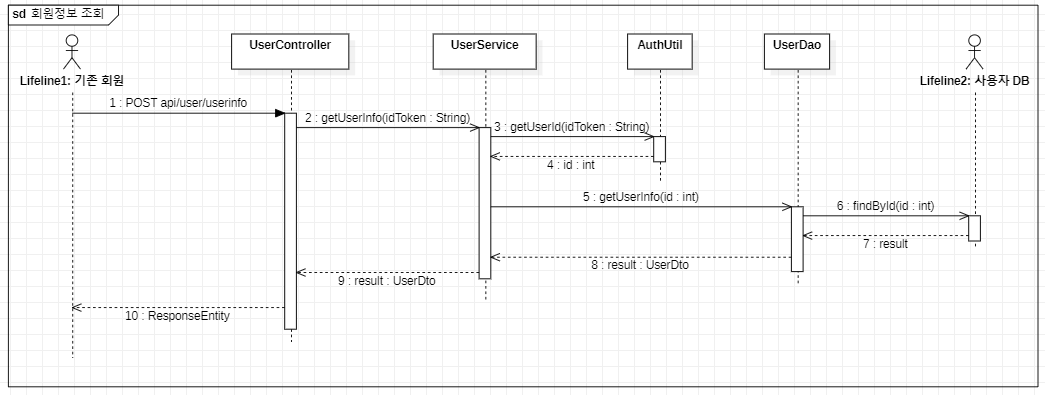 sd 회원정보 조회
UserController
UserService
AuthUtil
UserDao
Lifeline1: 기존 회원
Lifeline2: 사용자 DB
1 : POST api/user/userinfo
2 : getUserInfo(idToken : String)
3 : getUserId(idToken : String)
4 : id : int
5 : getUserInfo(id : int)
6 : findById(id : int)
7 : result
8 : result : UserDto
9 : result : UserDto
10 : ResponseEntity